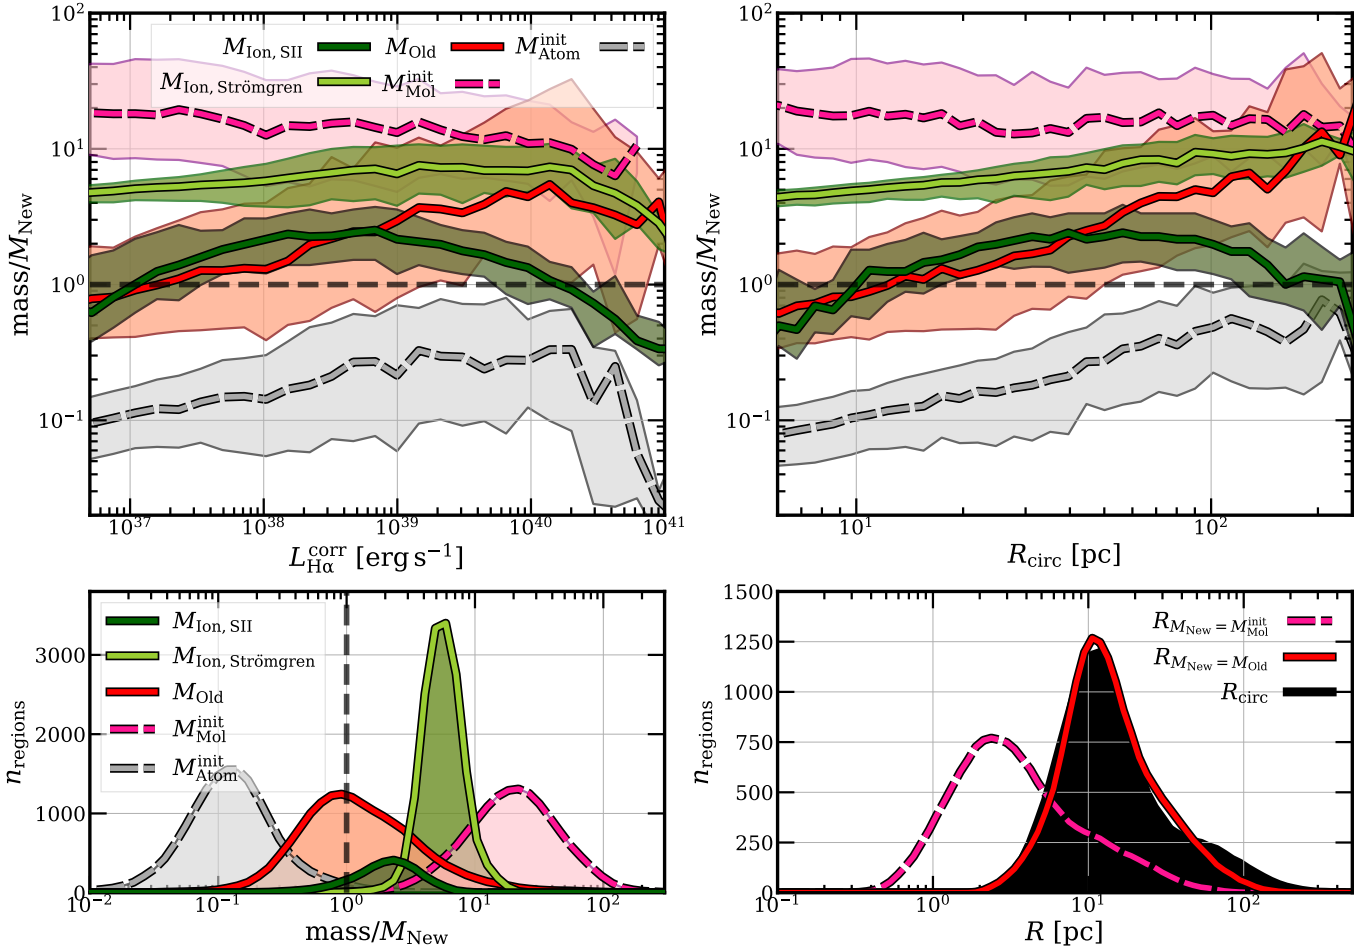 10² 10²
M_Ion, SII M_Old M_Atom^init
M_Ion, Strömgren M_Mol^init
10¹ 10¹
mass/M_New mass/M_New
10⁰ 10⁰
10⁻¹ 10⁻¹
10³⁷ 10³⁸ 10³⁹ 10⁴⁰ 10⁴¹ 10¹ 10²
L_Hα^corr [erg s⁻¹] R_circ [pc]
M_Ion, SII
M_Ion, Strömgren
M_Old
M_Mol^init
M_Atom^init
3000
2000
1000
0
n_regions
10⁻² 10⁻¹ 10⁰ 10¹ 10²
mass/M_New
1500
1250
1000
750
500
250
0
n_regions
R_M_New = M_Mol^init
R_M_New = M_Old
R_circ
10⁻¹ 10⁰ 10¹ 10²
R [pc]